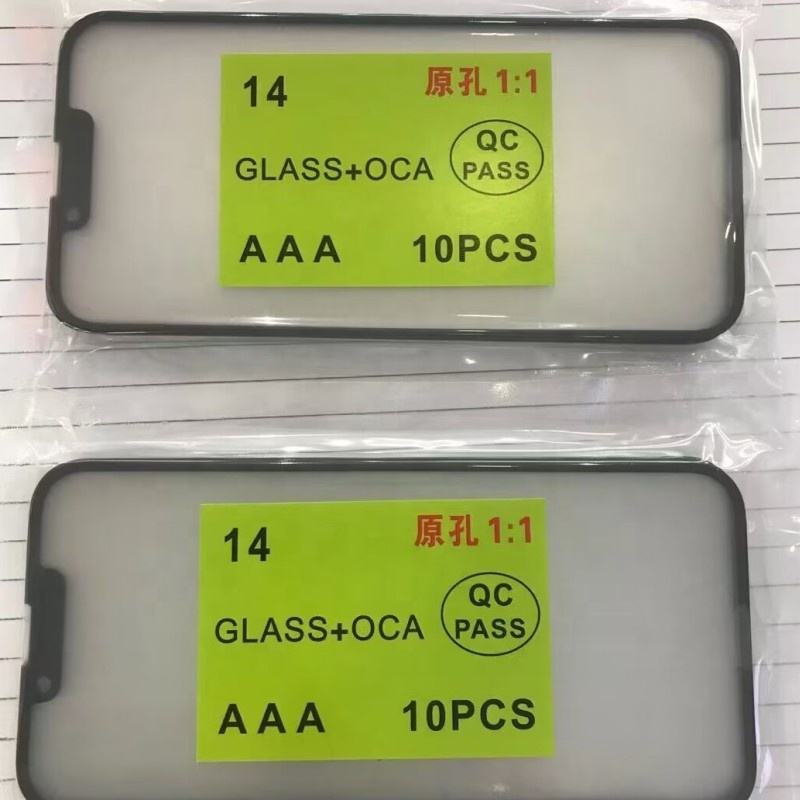 14 原孔 1:1
GLASS+OCA QC PASS
AAA 10PCS
14 原孔 1:1
GLASS+OCA QC PASS
AAA 10PCS